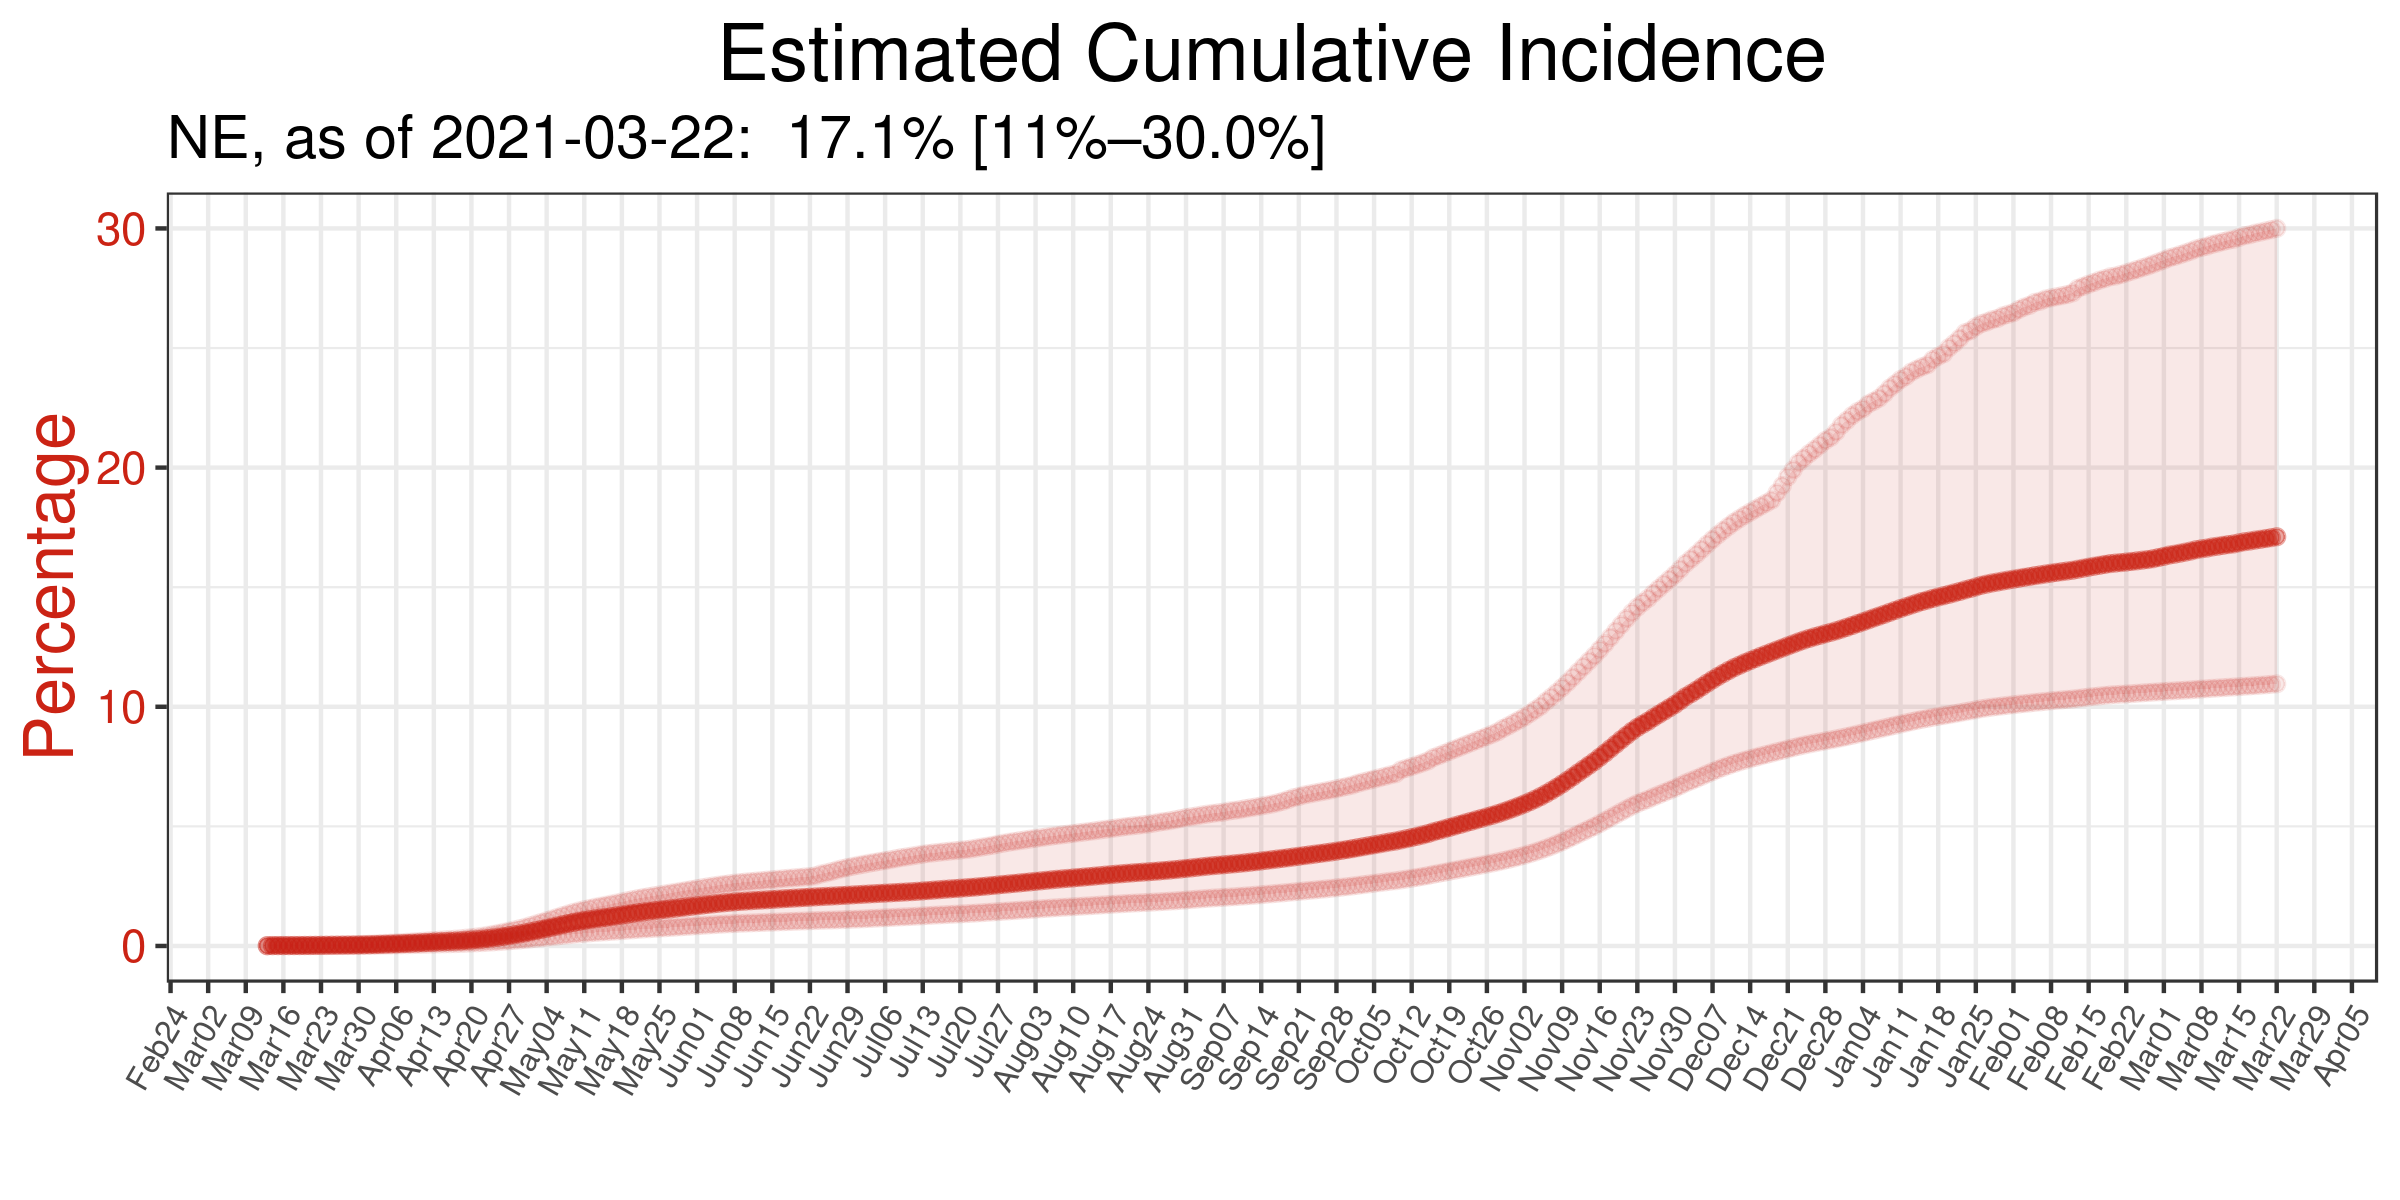 Estimated Cumulative Incidence
NE, as of 2021-03-22:  17.1% [11%–30.0%]
Percentage
30
20
10
0
Feb24
Mar02
Mar09
Mar16
Mar23
Mar30
Apr06
Apr13
Apr20
Apr27
May04
May11
May18
May25
Jun01
Jun08
Jun15
Jun22
Jun29
Jul06
Jul13
Jul20
Jul27
Aug03
Aug10
Aug17
Aug24
Aug31
Sep07
Sep14
Sep21
Sep28
Oct05
Oct12
Oct19
Oct26
Nov02
Nov09
Nov16
Nov23
Nov30
Dec07
Dec14
Dec21
Dec28
Jan04
Jan11
Jan18
Jan25
Feb01
Feb08
Feb15
Feb22
Mar01
Mar08
Mar15
Mar22
Mar29
Apr05